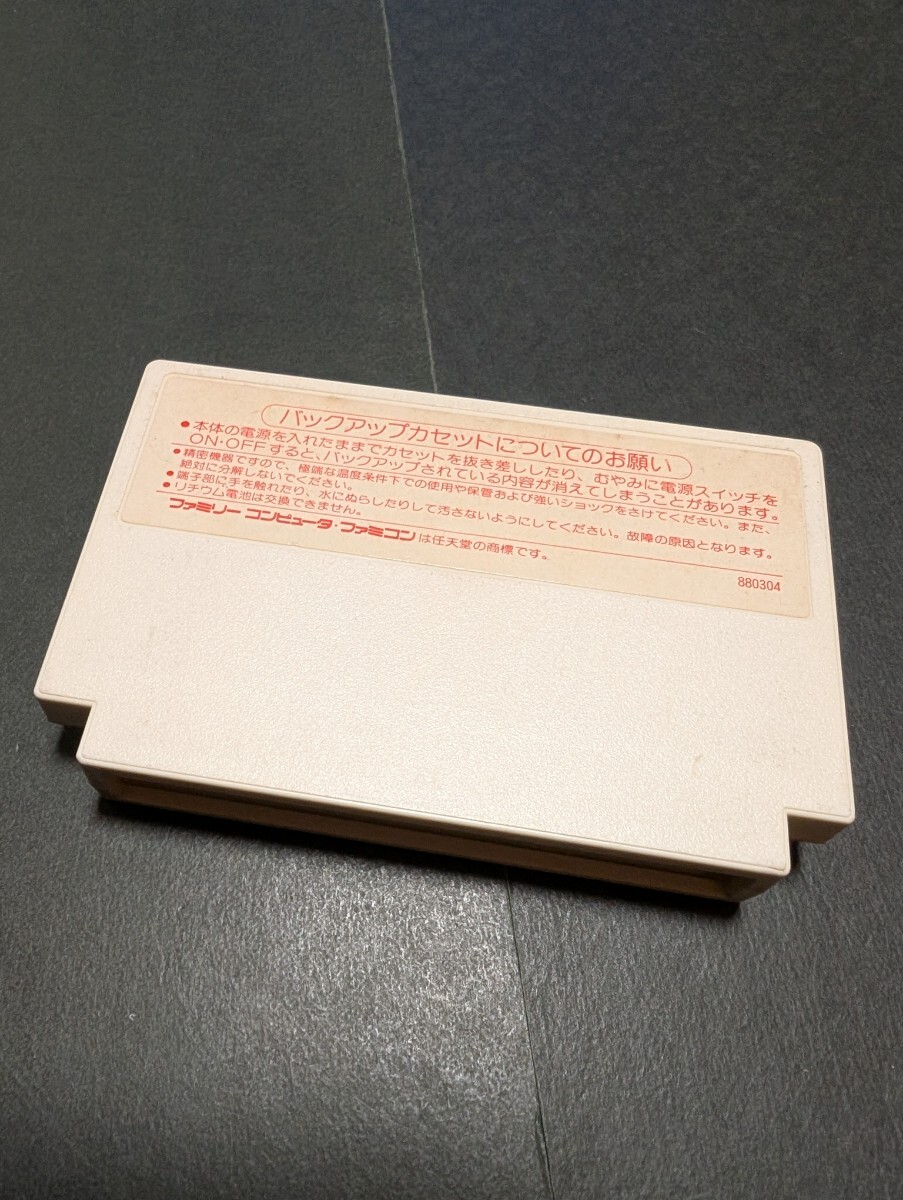 バックアップカセットについてのお願い
●本体の電源を入れたままでカセットを抜き差ししたり、むやみに電源スイッチを
ON・OFFすると、バックアップされている内容が消えてしまうことがあります。
●精密機器ですので、極端な温度条件下での使用や保管および強いショックをさけてください。また、
絶対に分解しないでください。
●端子部に手を触れたり、水にぬらしたりして汚さないようにしてください。故障の原因となります。
●リチウム電池は交換できません。
ファミリー コンピュータ・ファミコンは任天堂の商標です。
880304